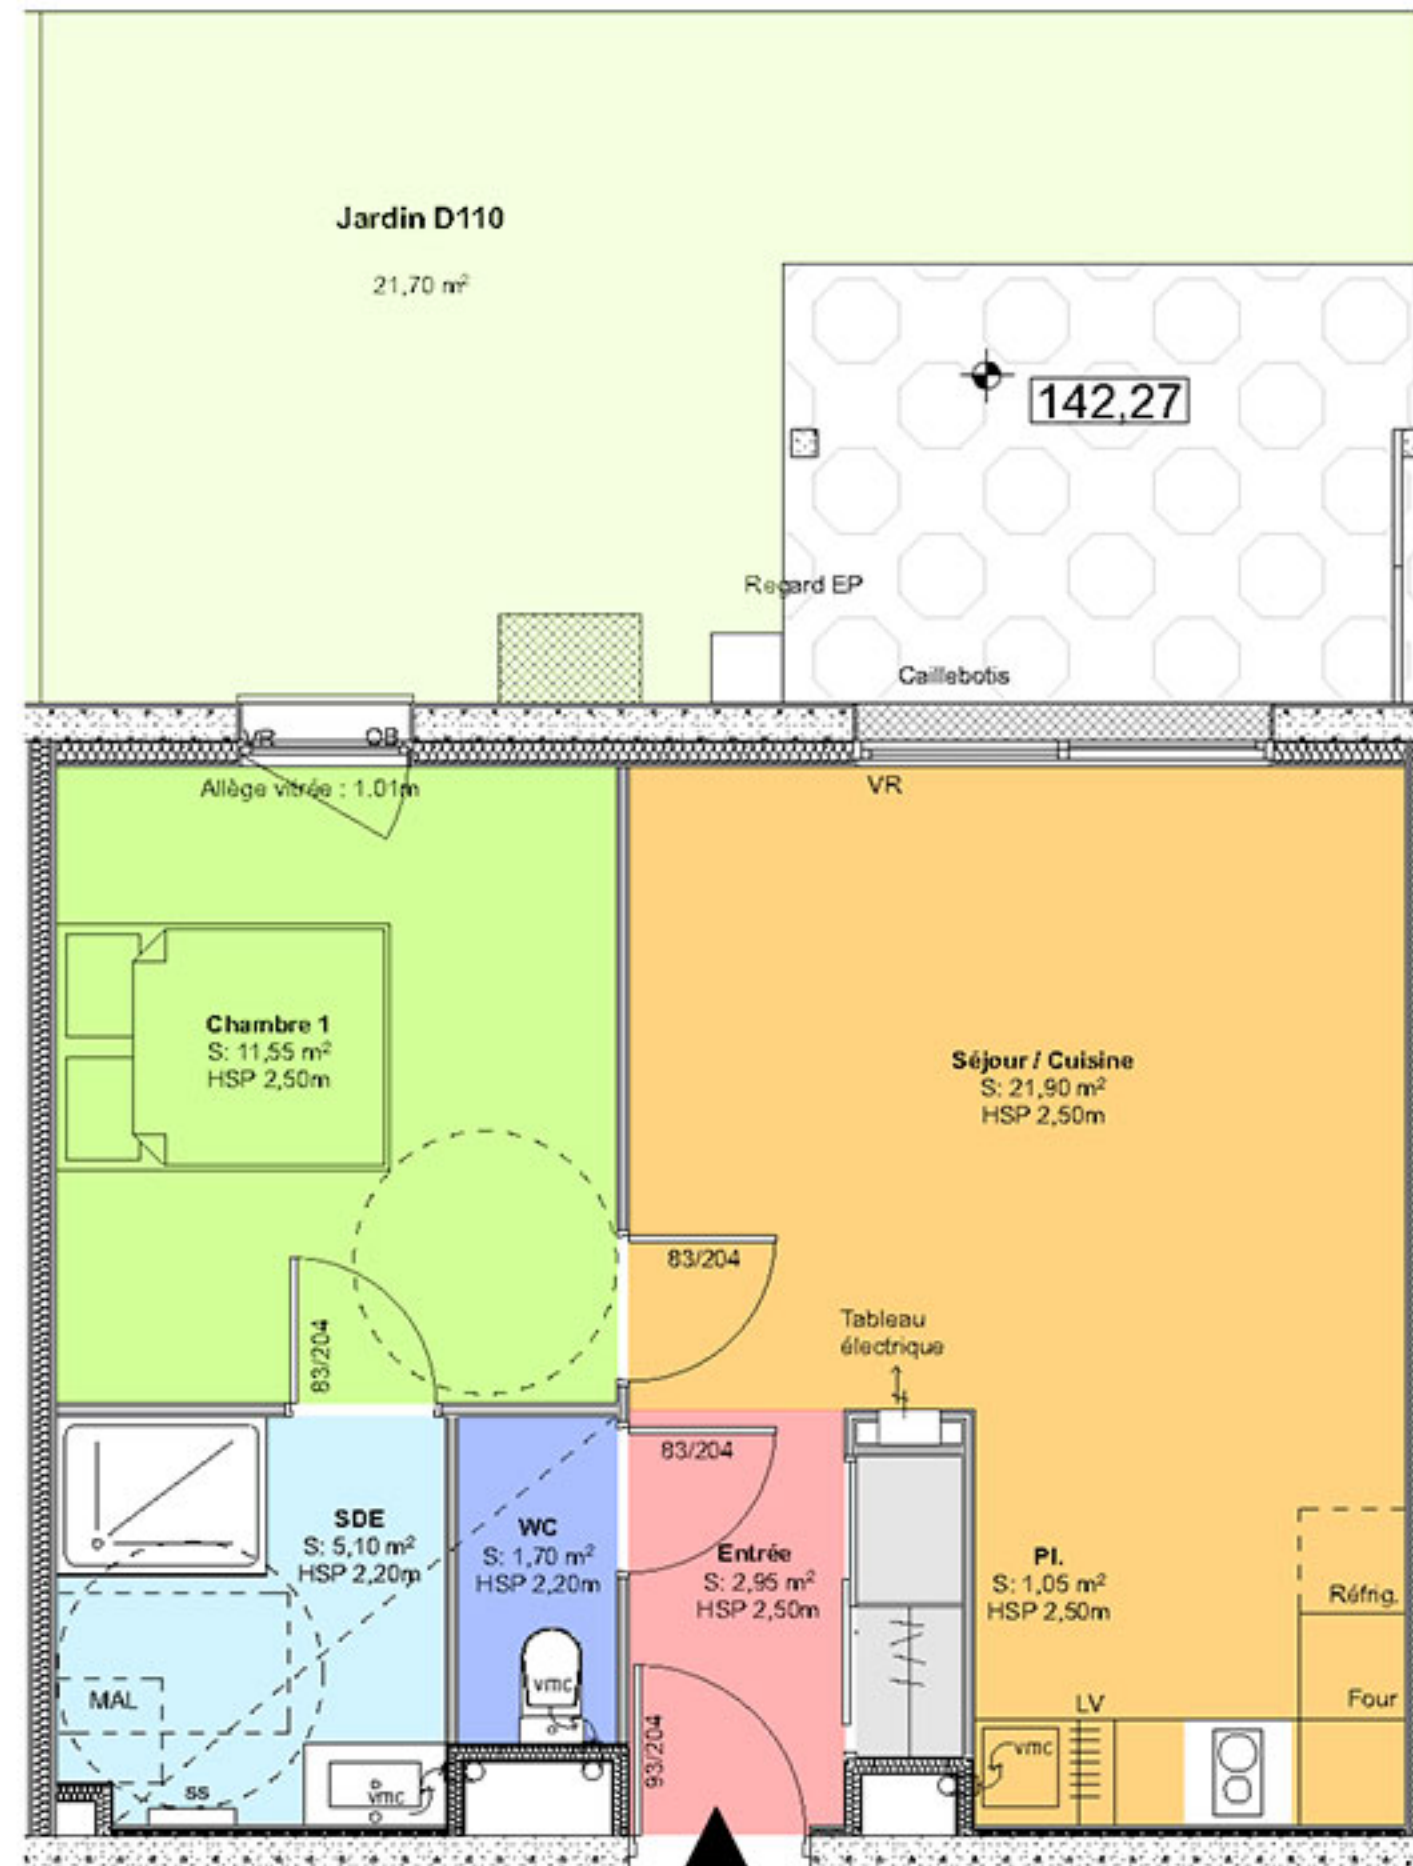 Jardin D110
21,70 m²
142,27
Regard EP
Caillebotis
VR
OB
Allège vitrée : 1.01m
VR
Chambre 1
S: 11,55 m²
HSP 2,50m
Séjour / Cuisine
S: 21,90 m²
HSP 2,50m
83/204
83/204
Tableau
électrique
83/204
SDE
S: 5,10 m²
HSP 2,20m
WC
S: 1,70 m²
HSP 2,20m
Entrée
S: 2,95 m²
HSP 2,50m
Pl.
S: 1,05 m²
HSP 2,50m
Réfrig.
MAL
vmc
Four
LV
93/204
vmc
ss
vmc